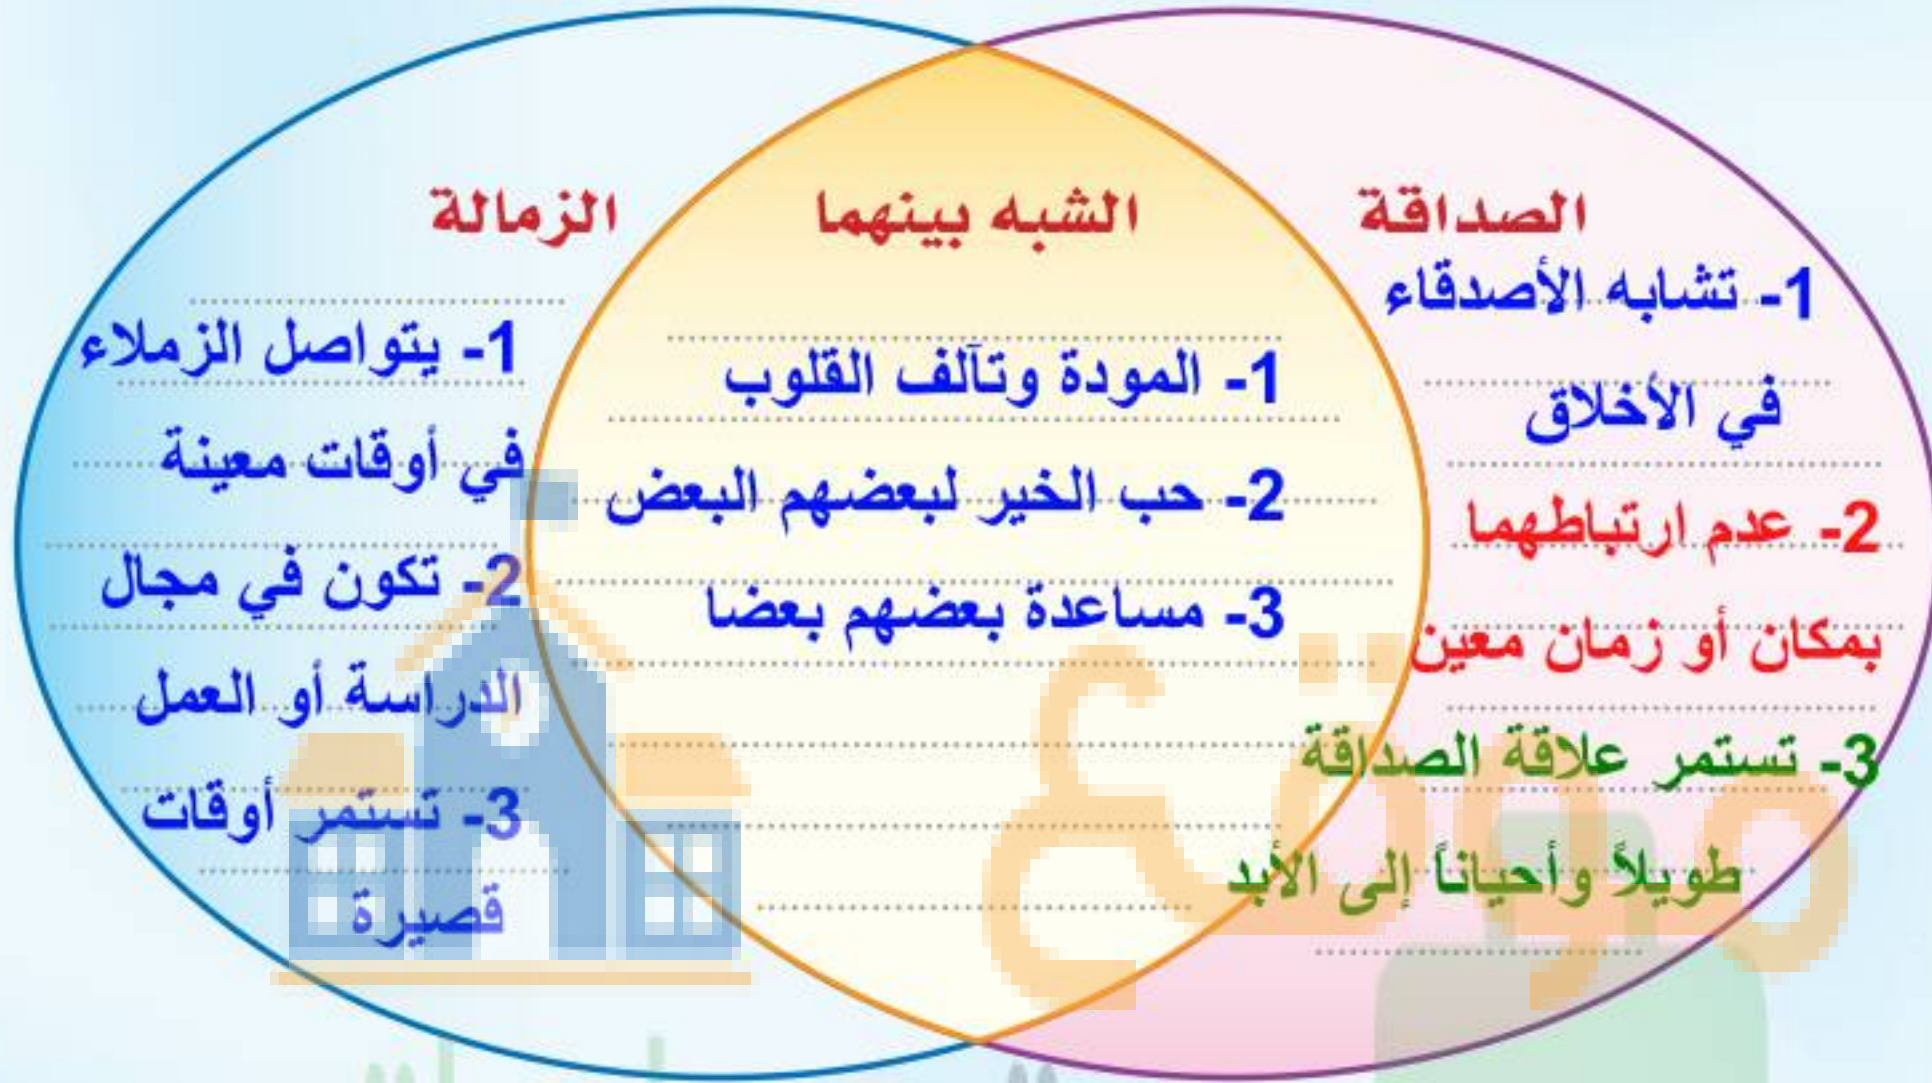 الصداقة
1- تشابه الأصدقاء
في الأخلاق
2- عدم ارتباطهما
بمكان أو زمان معين
3- تستمر علاقة الصداقة
طويلاً وأحياناً إلى الأبد
الشبه بينهما
1- المودة وتآلف القلوب
2- حب الخير لبعضهم البعض
3- مساعدة بعضهم بعضا
الزمالة
1- يتواصل الزملاء
في أوقات معينة
2- تكون في مجال
الدراسة أو العمل
3- تستمر أوقات
قصيرة
موقع